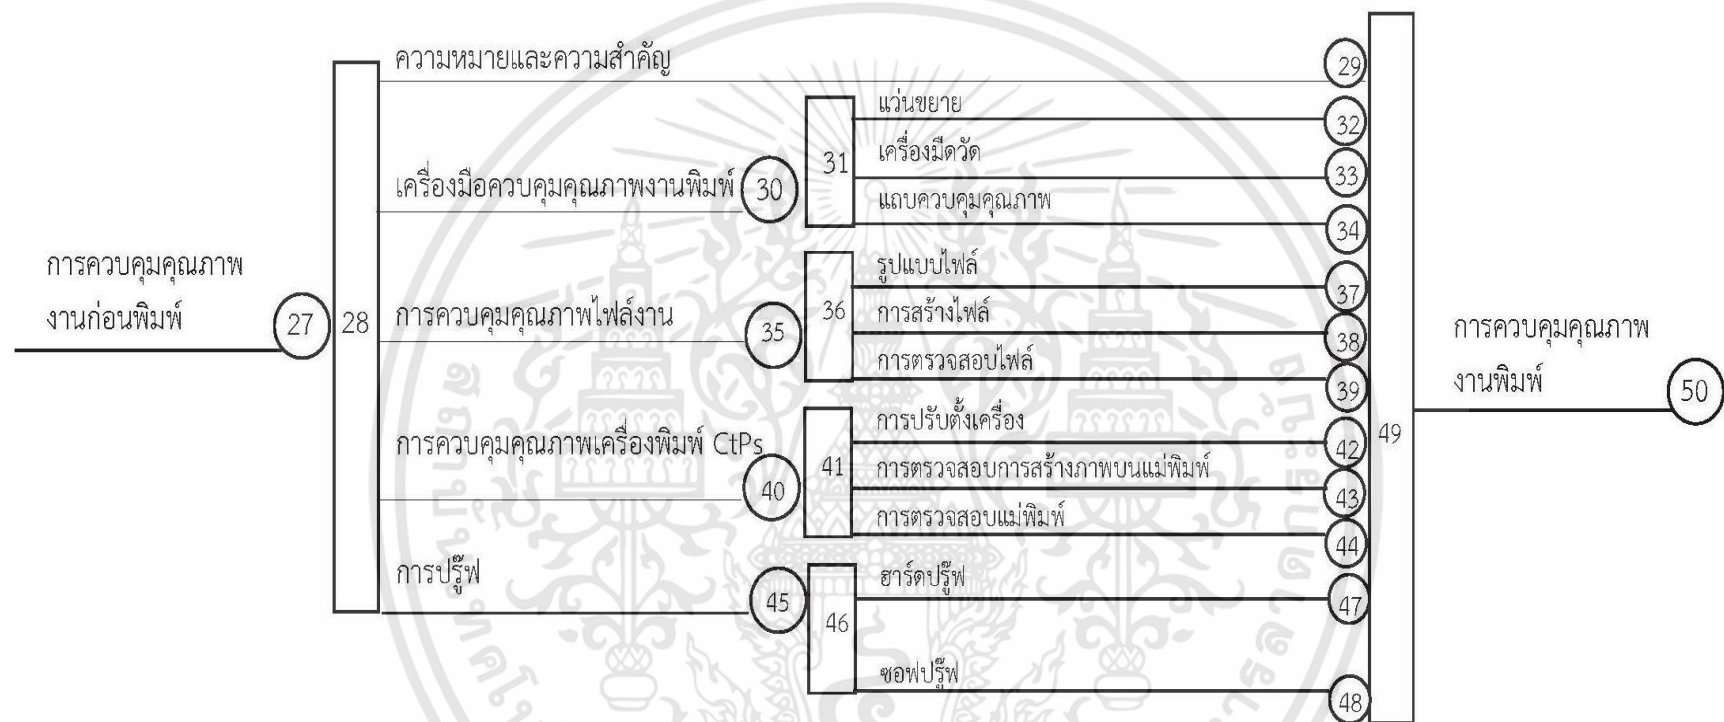 ความหมายและความสำคัญ
29
แว่นขยาย
32
31
เครื่องมีดวัด
33
เครื่องมือควบคุมคุณภาพงานพิมพ์
30
แถบควบคุมคุณภาพ
34
การควบคุมคุณภาพ
งานก่อนพิมพ์
27
28
รูปแบบไฟล์
37
การควบคุมคุณภาพไฟล์งาน
35
36
การสร้างไฟล์
38
การตรวจสอบไฟล์
39
การควบคุมคุณภาพ
งานพิมพ์
50
49
การปรับตั้งเครื่อง
42
การควบคุมคุณภาพเครื่องพิมพ์ CtPs
40
41
การตรวจสอบการสร้างภาพบนแม่พิมพ์
43
การตรวจสอบแม่พิมพ์
44
การปรู๊ฟ
45
46
ฮาร์ดปรู๊ฟ
47
ซอฟปรู๊ฟ
48